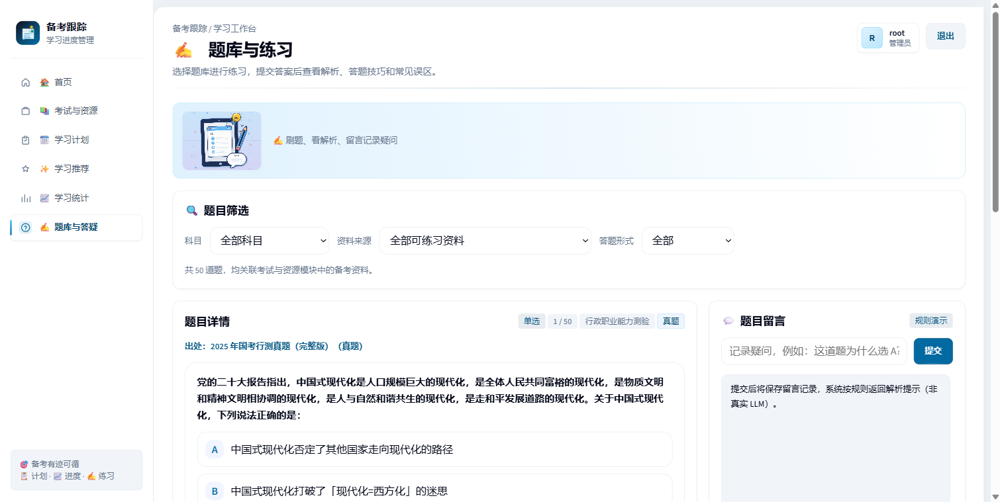 备考跟踪
学习进度管理
首页
考试与资源
学习计划
学习推荐
学习统计
题库与答疑
备考有迹可循
计划· 进度· 练习
备考跟踪 / 学习工作台
题库与练习
选择题库进行练习，提交答案后查看解析、答题技巧和常见误区。
R
root
管理员
退出
刷题、看解析、留言记录疑问
题目筛选
科目 全部科目 资料来源 全部可练习资料 答题形式 全部
共 50 道题，均关联考试与资源模块中的备考资料。
题目详情
单选 1 / 50 行政职业能力测验 真题
出处：2025 年国考行测真题（完整版）（真题）
党的二十大报告指出，中国式现代化是人口规模巨大的现代化，是全体人民共同富裕的现代化，是物质文明
和精神文明相协调的现代化，是人与自然和谐共生的现代化，是走和平发展道路的现代化。关于中国式现代
化，下列说法正确的是：
A 中国式现代化否定了其他国家走向现代化的路径
B 中国式现代化打破了「现代化=西方化」的迷思
题目留言
规则演示
记录疑问，例如：这道题为什么选 A?
提交
提交后将保存留言记录，系统按规则返回解析提示（非
真实 LLM）。